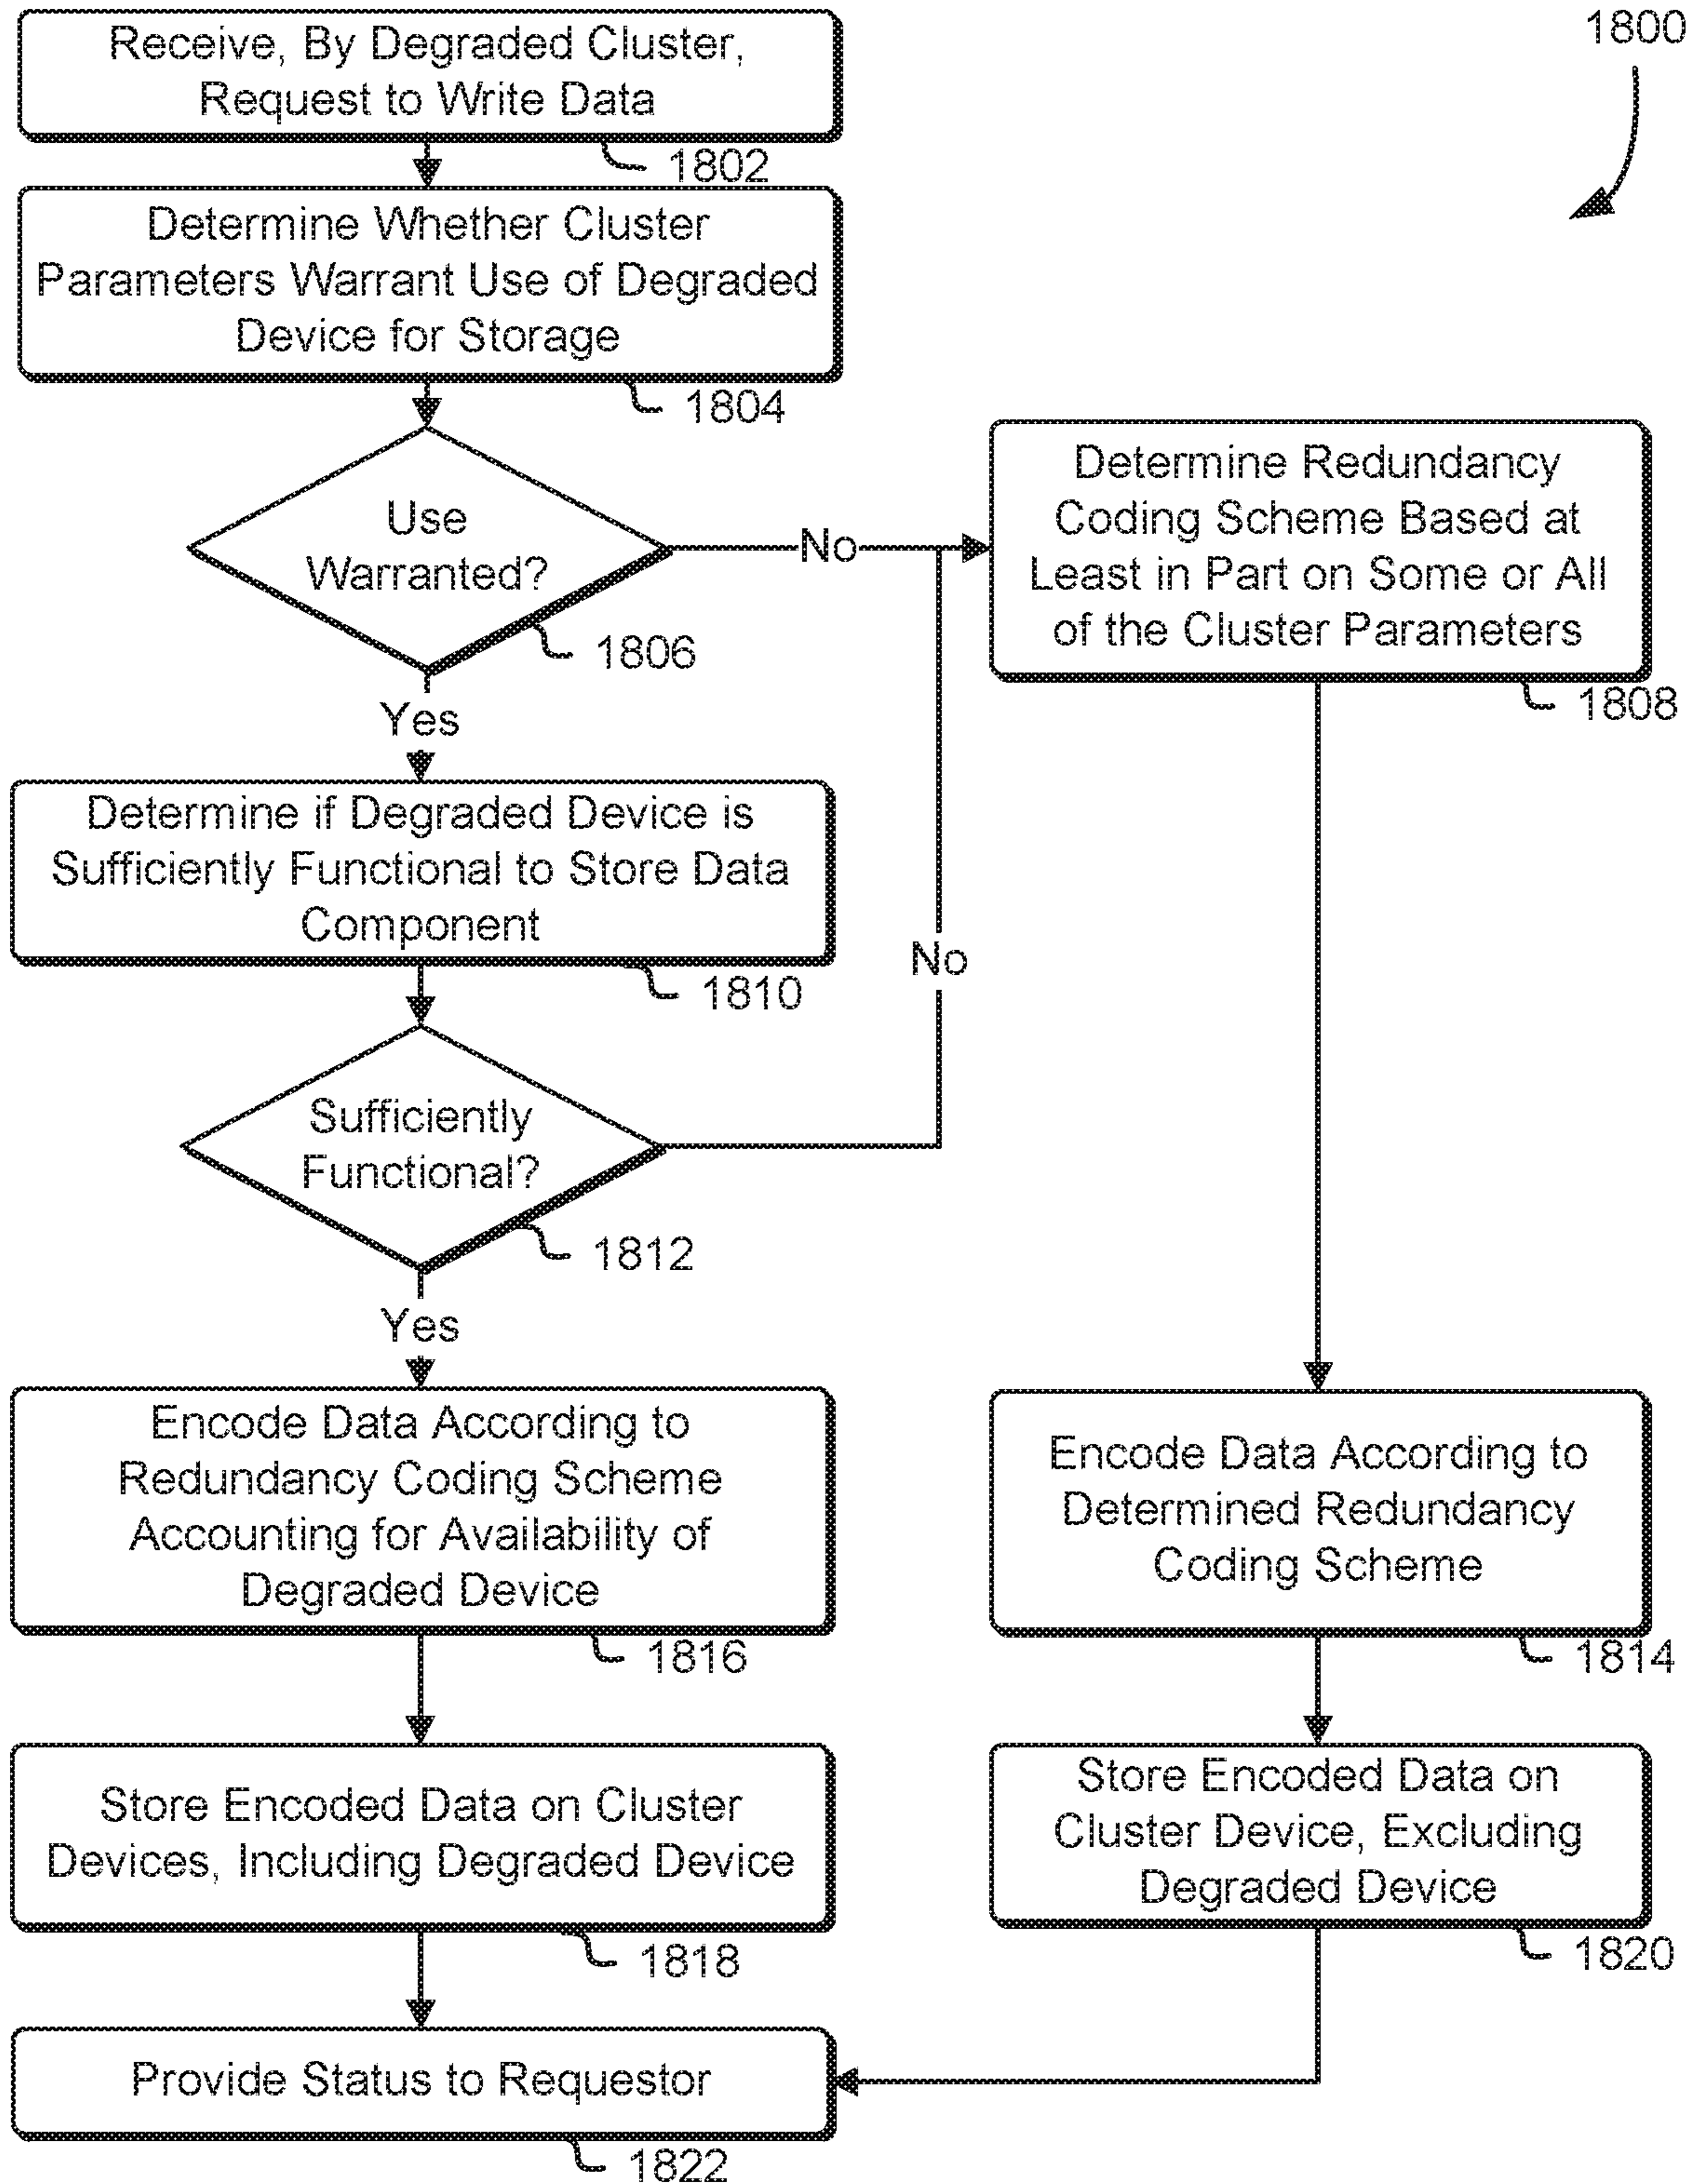 1800
Receive, By Degraded Cluster,
Request to Write Data
1802
Determine Whether Cluster
Parameters Warrant Use of Degraded
Device for Storage
1804
Use
Warranted?
1806
No
Yes
Determine Redundancy
Coding Scheme Based at
Least in Part on Some or All
of the Cluster Parameters
1808
Determine if Degraded Device is
Sufficiently Functional to Store Data
Component
1810
No
Sufficiently
Functional?
1812
Yes
Encode Data According to
Redundancy Coding Scheme
Accounting for Availability of
Degraded Device
1816
Encode Data According to
Determined Redundancy
Coding Scheme
1814
Store Encoded Data on Cluster
Devices, Including Degraded Device
1818
Store Encoded Data on
Cluster Device, Excluding
Degraded Device
1820
Provide Status to Requestor
1822